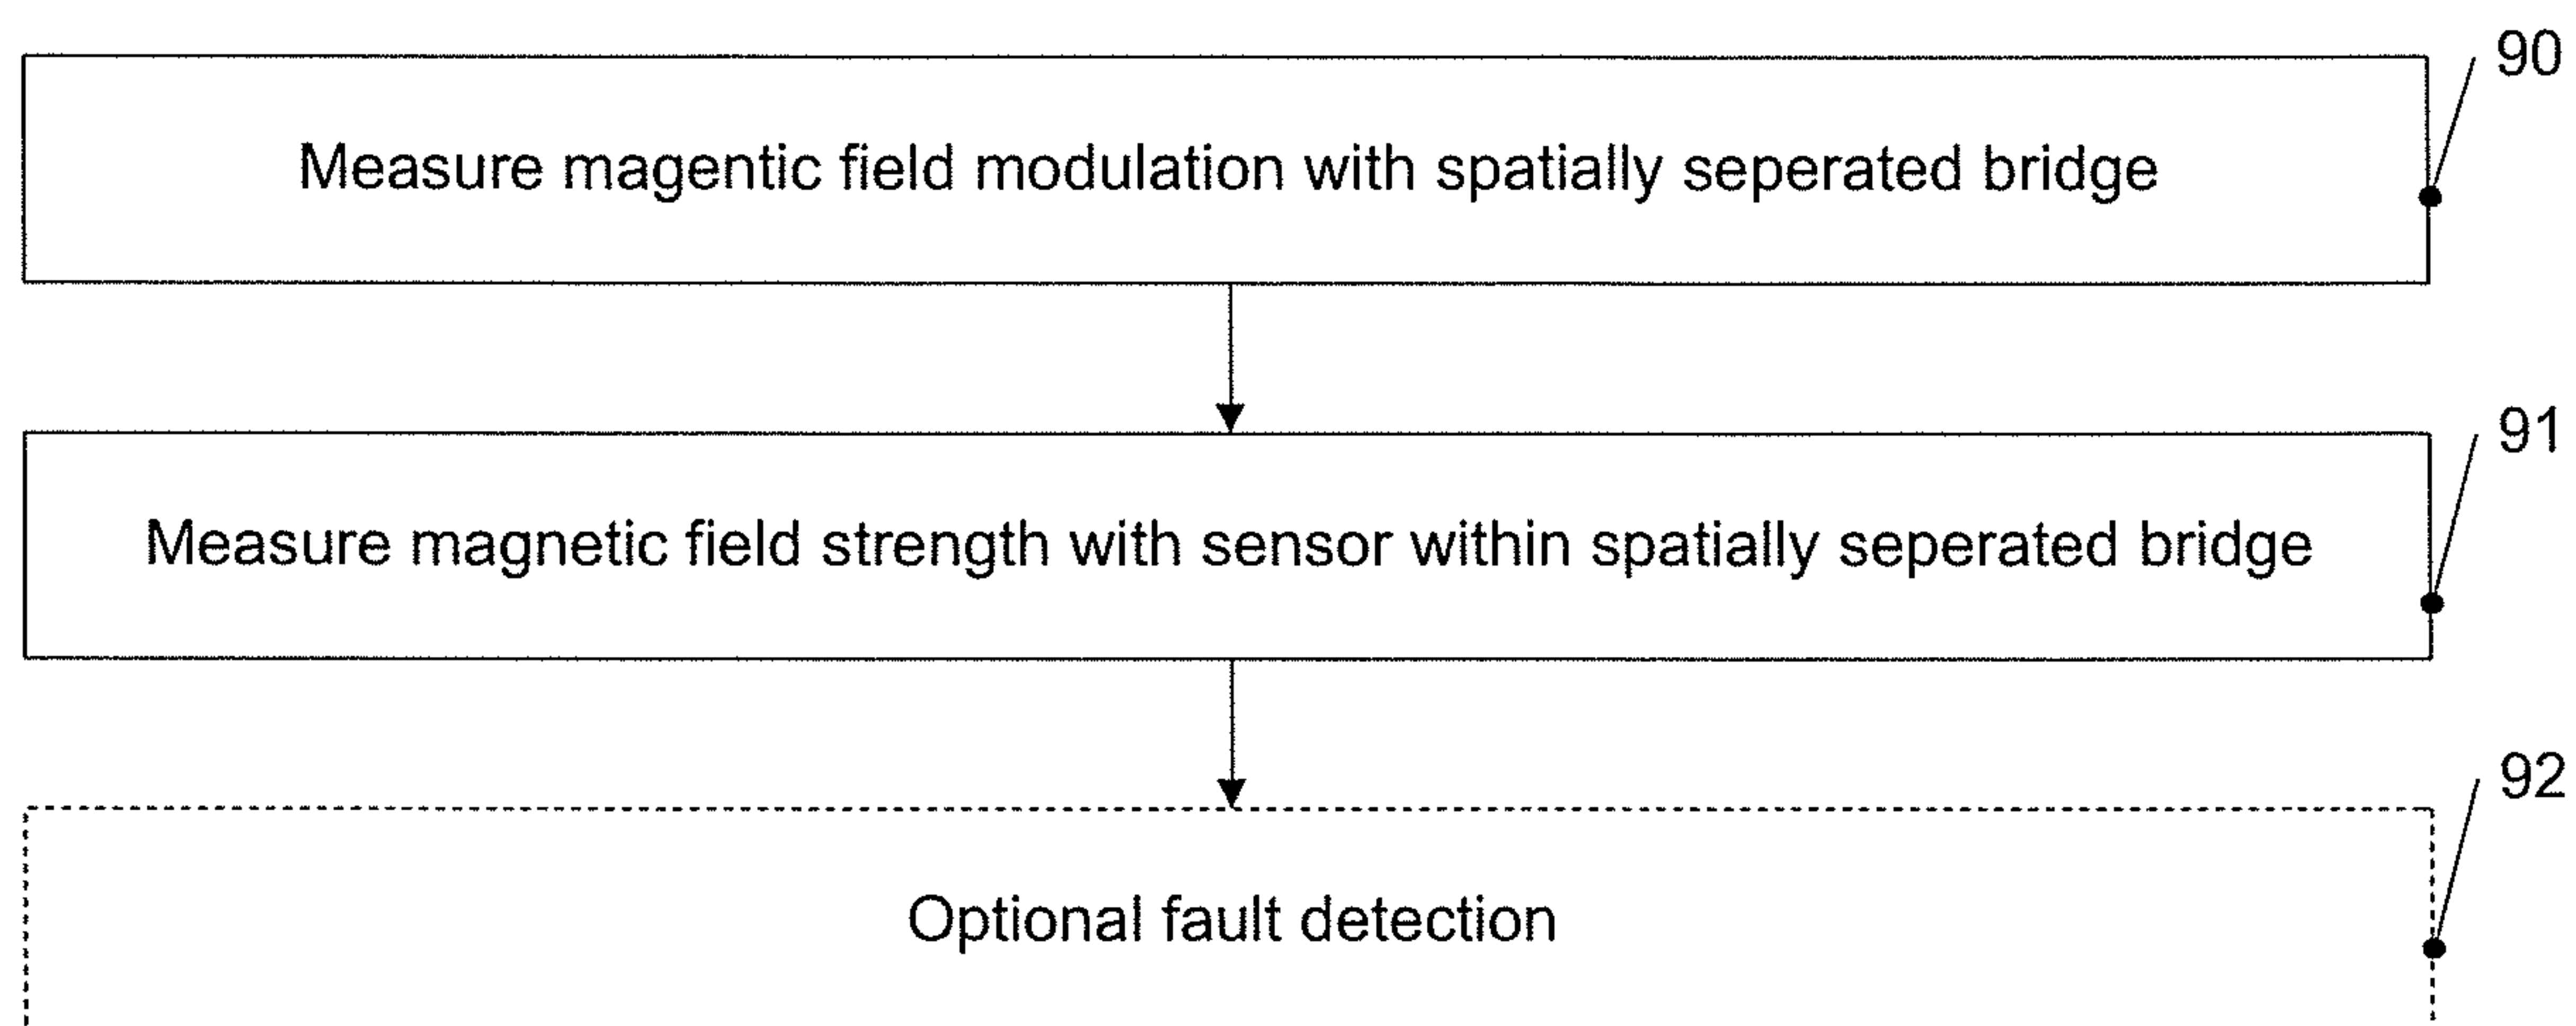 90
Measure magentic field modulation with spatially seperated bridge
91
Measure magnetic field strength with sensor within spatially seperated bridge
92
Optional fault detection